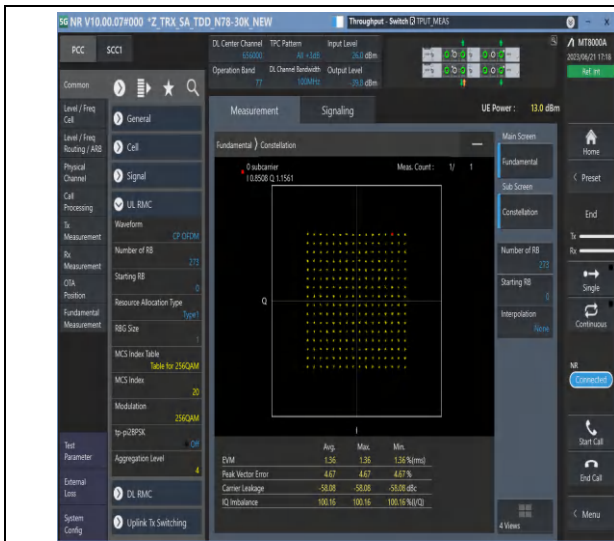 5G NR V10.00.07#000 *Z_TRX_SA_TDD_N78-30K_NEW
Throughput - Switch TPUT_MEAS
PCC
SCC1
DL Center Channel
TPC Pattern
Input Level
656000
All +1dB
26.0 dBm
Operation Band
DL Channel Bandwidth
Output Level
77
100MHz
-39.8 dBm
MT8000A
2023/06/21 17:18
Ref. Int
Common
Level / Freq
Cell
Level / Freq
Routing / ARB
Physical
Channel
Call
Processing
Tx
Measurement
Rx
Measurement
OTA
Position
Fundamental
Measurement
Test
Parameter
External
Loss
System
Config
General
Cell
Signal
UL RMC
Waveform
CP OFDM
Number of RB
273
Starting RB
0
Resource Allocation Type
Type1
RBG Size
1
MCS Index Table
Table for 256QAM
MCS Index
20
Modulation
256QAM
tp-pi2BPSK
Off
Aggregation Level
4
DL RMC
Uplink Tx Switching
Measurement
Signaling
UE Power : 13.0 dBm
Fundamental Constellation
0 subcarrier
Meas. Count : 1/ 1
I 0.8508 Q 1.1561
Q
I
Avg. Max. Min.
EVM 1.36 1.36 1.36 %(rms)
Peak Vector Error 4.67 4.67 4.67 %
Carrier Leakage -58.08 -58.08 -58.08 dBc
IQ Imbalance 100.16 100.16 100.16 %(I/Q)
Main Screen
Fundamental
Sub Screen
Constellation
Number of RB
273
Starting RB
0
Interpolation
None
4 Views
Home
Preset
End
Tx
Rx
Single
Continuous
NR
Connected
Start Call
End Call
Menu